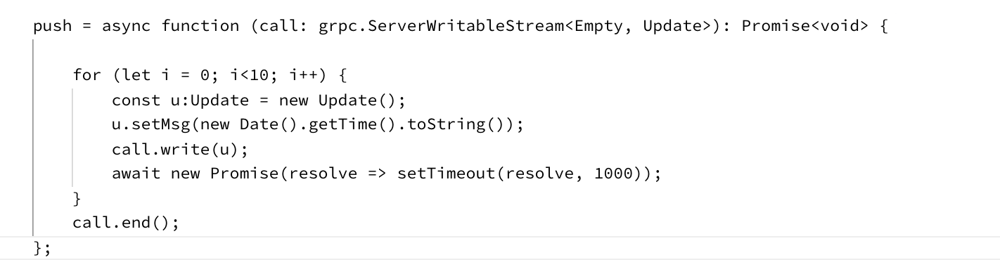 push = async function (call: grpc.ServerWritableStream<Empty, Update>): Promise<void> {
for (let i = 0; i<10; i++) {
const u:Update = new Update();
u.setMsg(new Date().getTime().toString());
call.write(u);
await new Promise(resolve => setTimeout(resolve, 1000));
}
call.end();
};